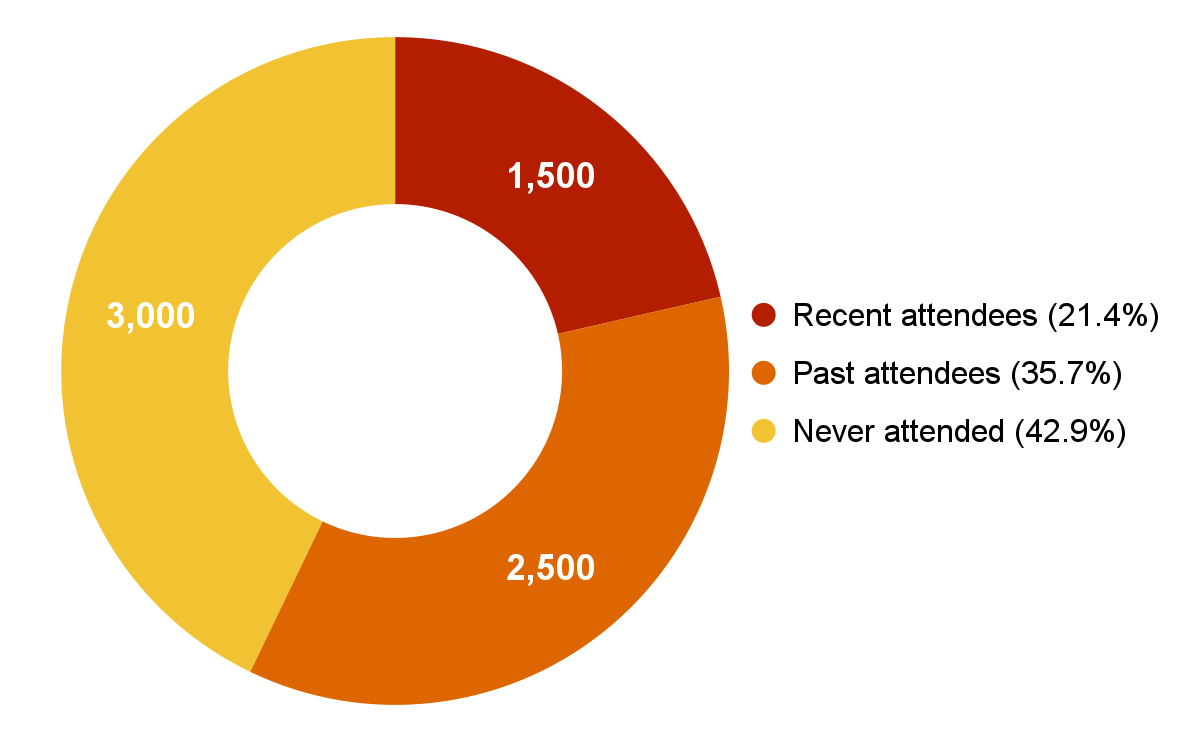 1,500
3,000
2,500
Recent attendees (21.4%)
Past attendees (35.7%)
Never attended (42.9%)